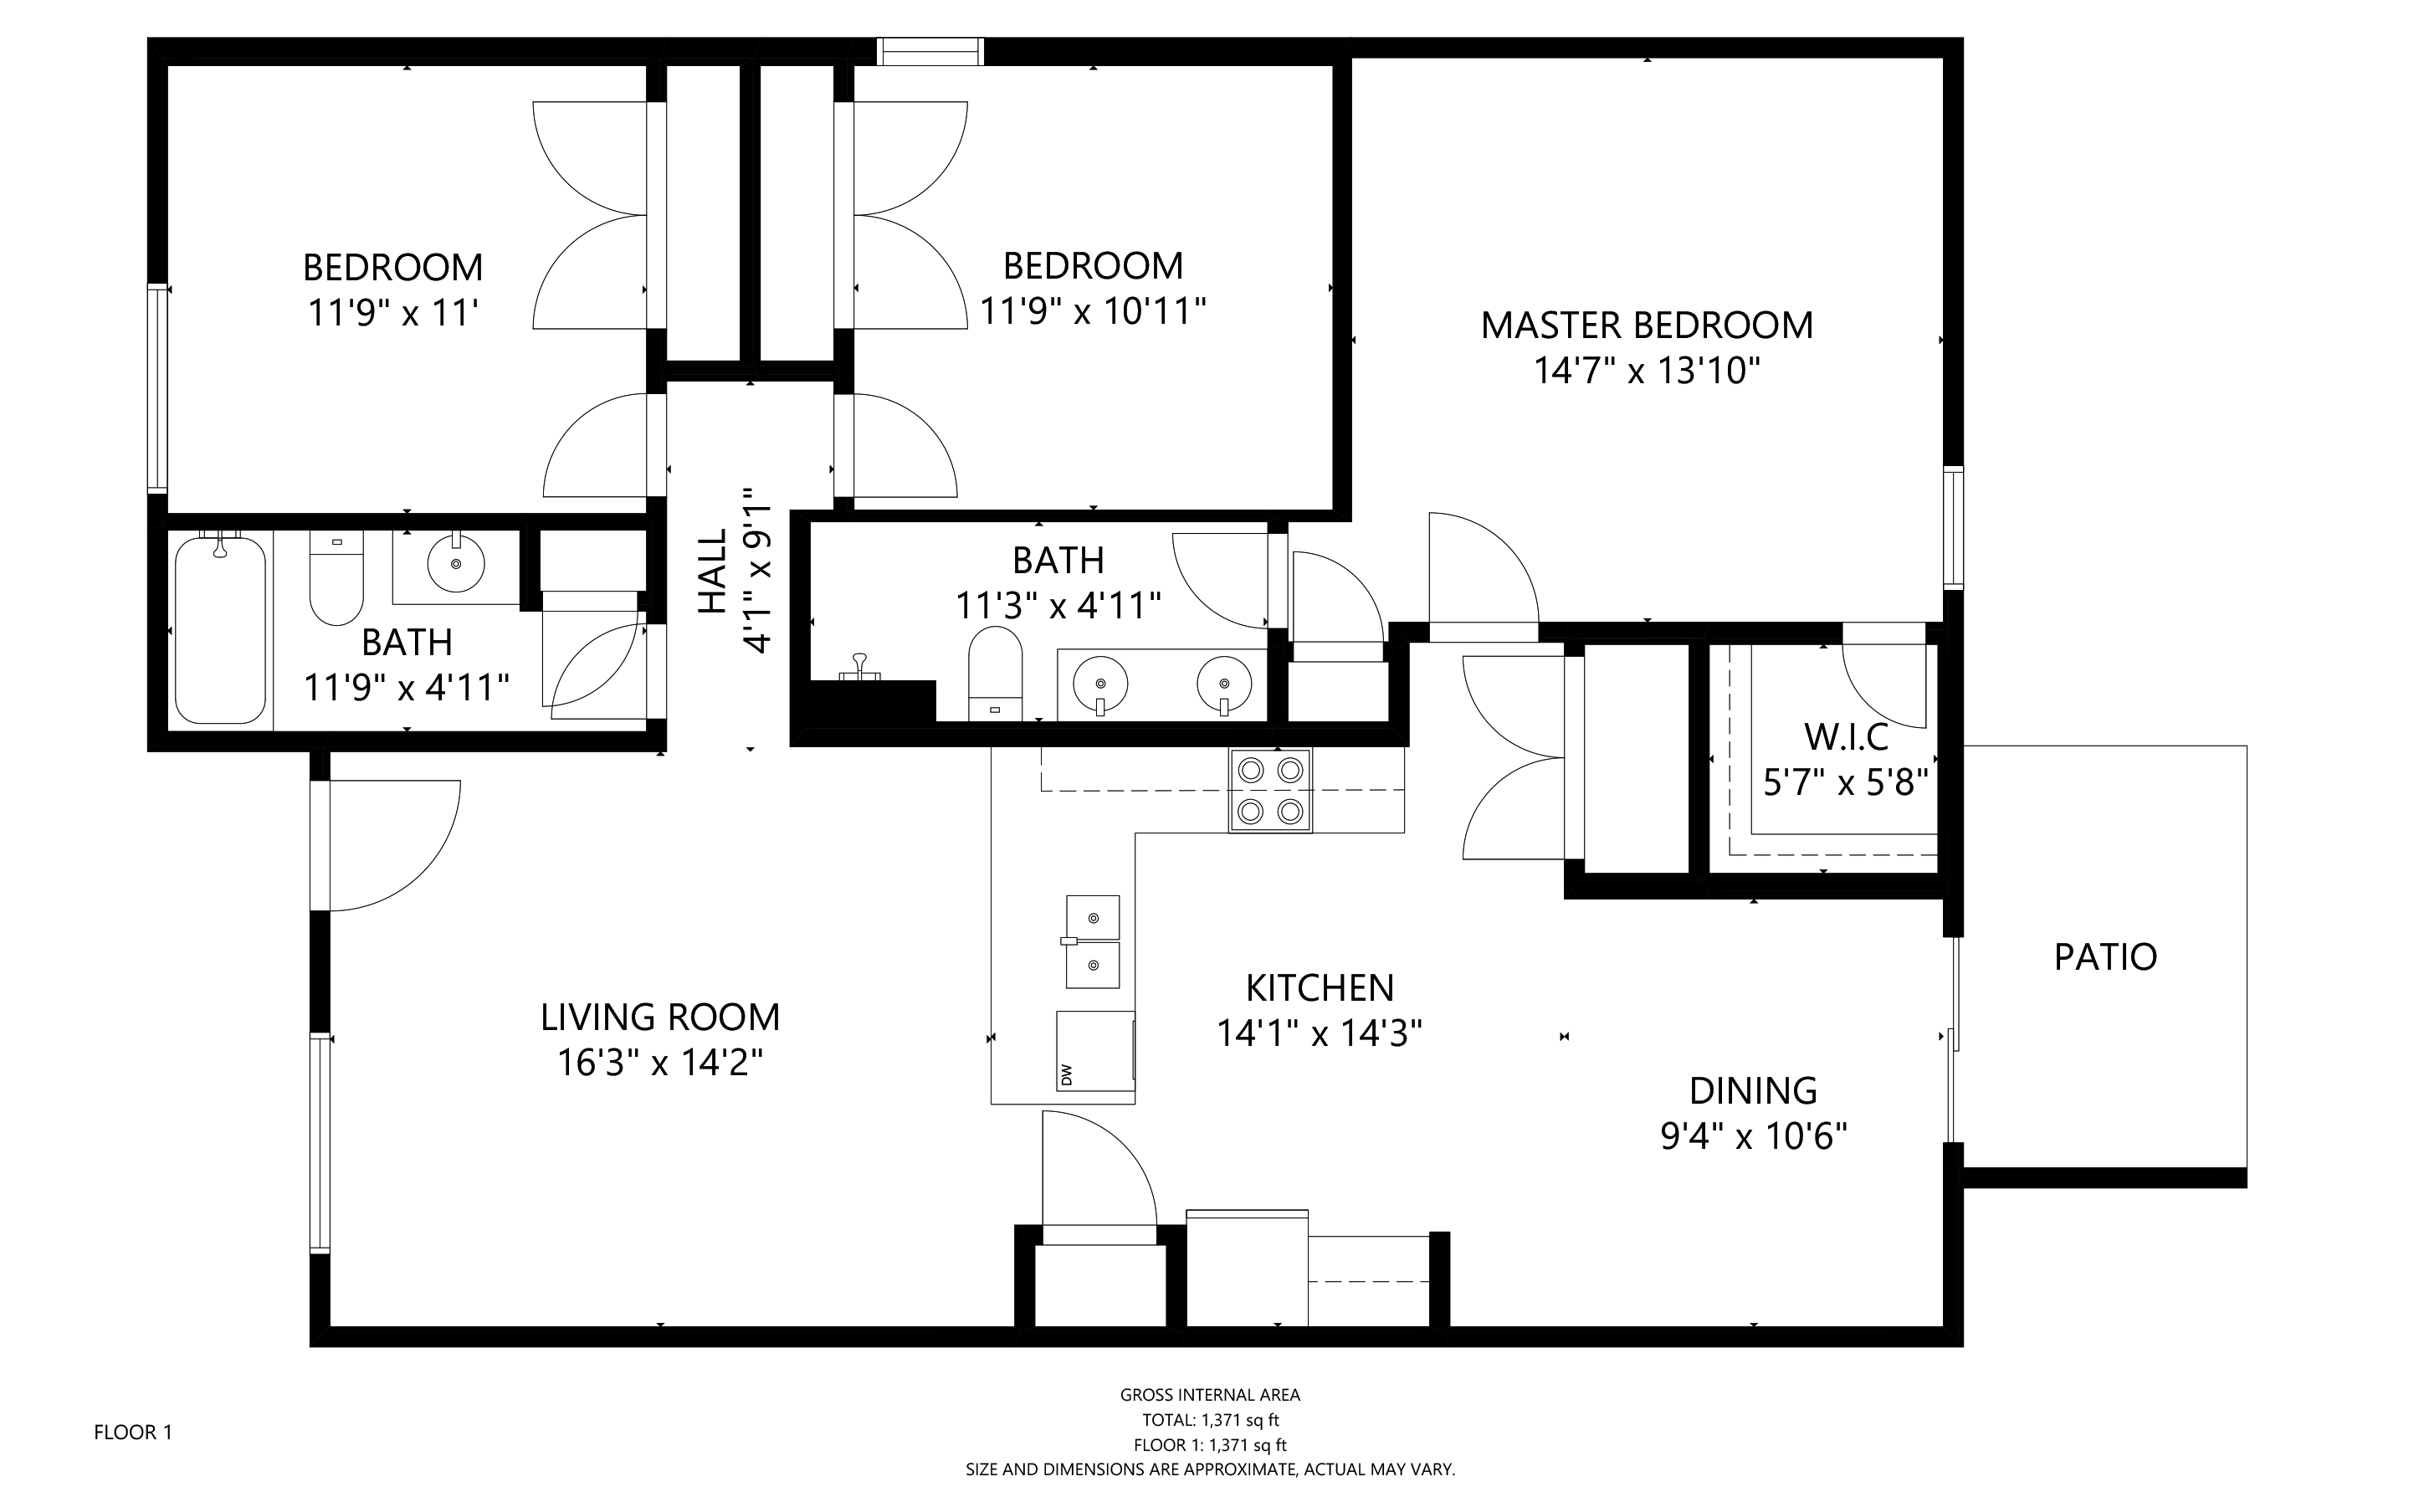 BEDROOM
11'9" x 11'
BEDROOM
11'9" x 10'11"
MASTER BEDROOM
14'7" x 13'10"
HALL
4'1" x 9'1"
BATH
11'3" x 4'11"
BATH
11'9" x 4'11"
W.I.C
5'7" x 5'8"
PATIO
LIVING ROOM
16'3" x 14'2"
KITCHEN
14'1" x 14'3"
DW
DINING
9'4" x 10'6"
GROSS INTERNAL AREA
TOTAL: 1,371 sq ft
FLOOR 1: 1,371 sq ft
SIZE AND DIMENSIONS ARE APPROXIMATE, ACTUAL MAY VARY.
FLOOR 1